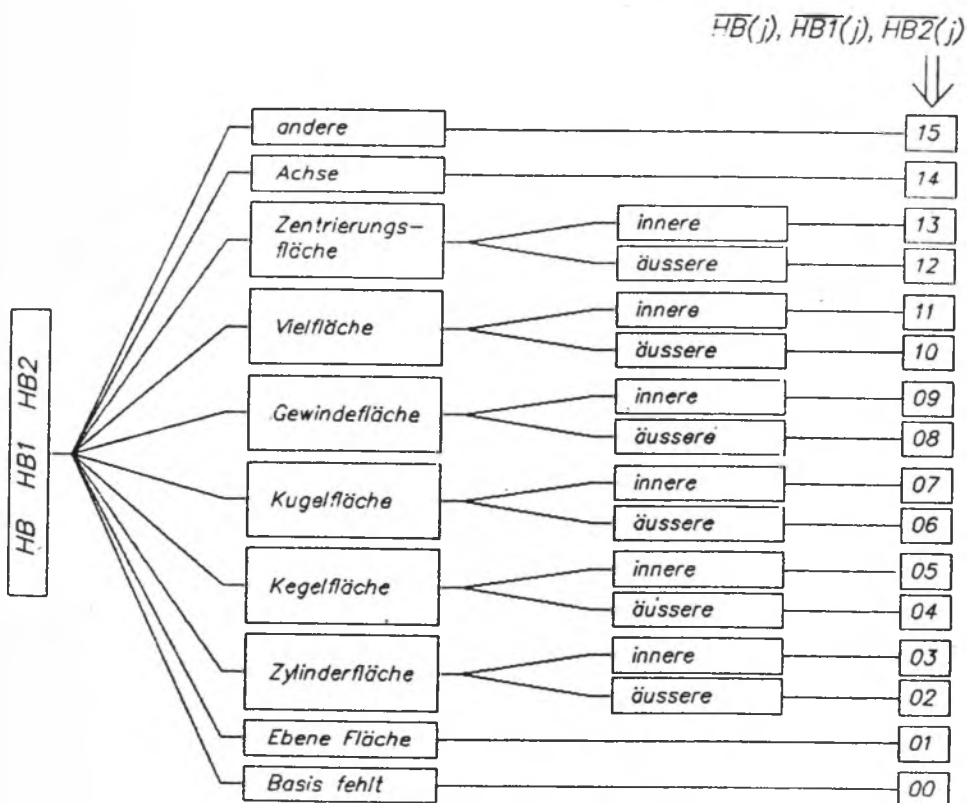 HB(j), HB1(j), HB2(j)
andere 15
Achse 14
Zentrierungs-
fläche
innere 13
äussere 12
Vielfläche
innere 11
äussere 10
HB HB1 HB2
Gewindefläche
innere 09
äussere 08
Kugelfläche
innere 07
äussere 06
Kegelfläche
innere 05
äussere 04
Zylinderfläche
innere 03
äussere 02
Ebene Fläche 01
Basis fehlt 00